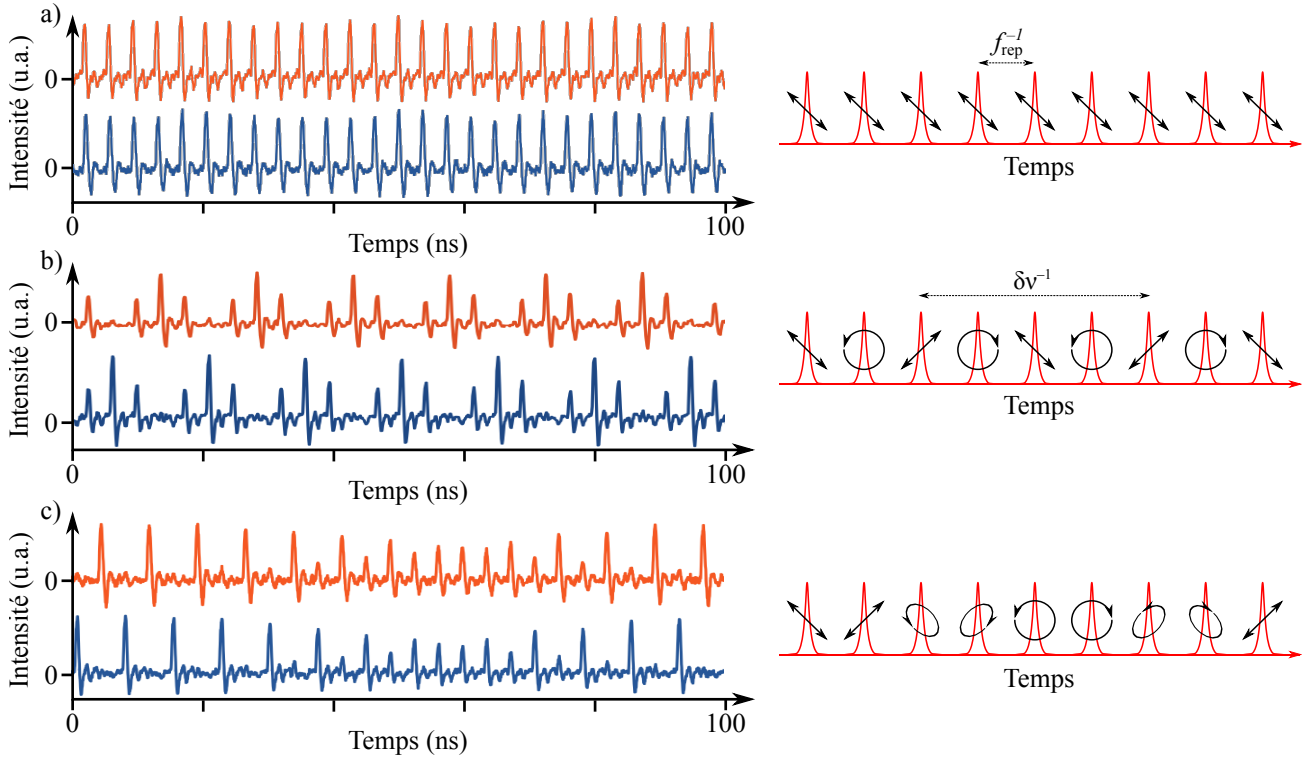 a)
Intensité (u.a.)
0
0
0
100
Temps (ns)
f_rep^-1
Temps
b)
Intensité (u.a.)
0
0
0
100
Temps (ns)
δν⁻¹
Temps
c)
Intensité (u.a.)
0
0
0
100
Temps (ns)
Temps